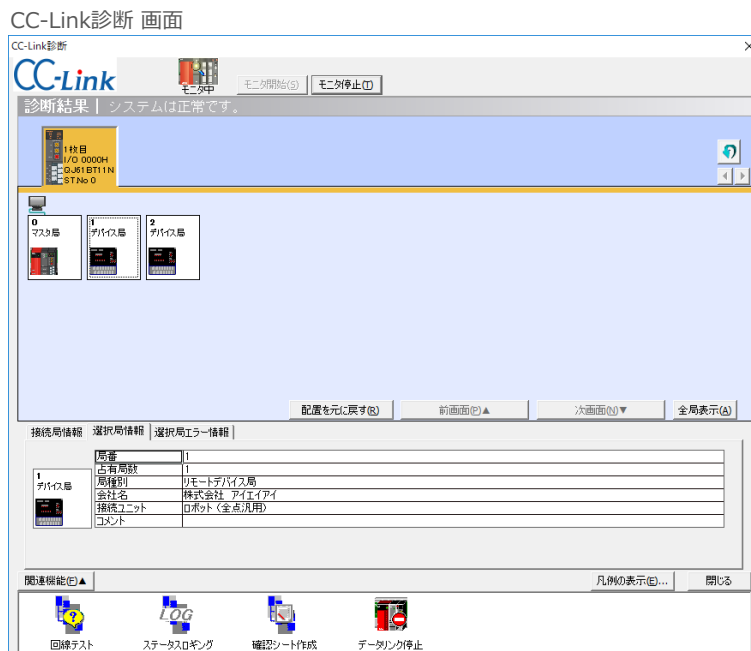 CC-Link診断 画面
CC-Link診断
CC-Link
モニタ中
モニタ開始(S)
モニタ停止(T)
診断結果 | システムは正常です。
1枚目
I/O 0000H
QJ61BT11N
ST.No 0
0
マスタ局
1
デバイス局
2
デバイス局
配置を元に戻す(R)
前画面(P)▲
次画面(N)▼
全局表示(A)
接続局情報
選択局情報
選択局エラー情報
1
デバイス局
局番 1
占有局数 1
局種別 リモートデバイス局
会社名 株式会社 アイエイアイ
接続ユニット ロボット (全点汎用)
コメント
関連機能(F)▲
凡例の表示(E)...
閉じる
回線テスト
LOG
ステータスロギング
確認シート作成
データリンク停止